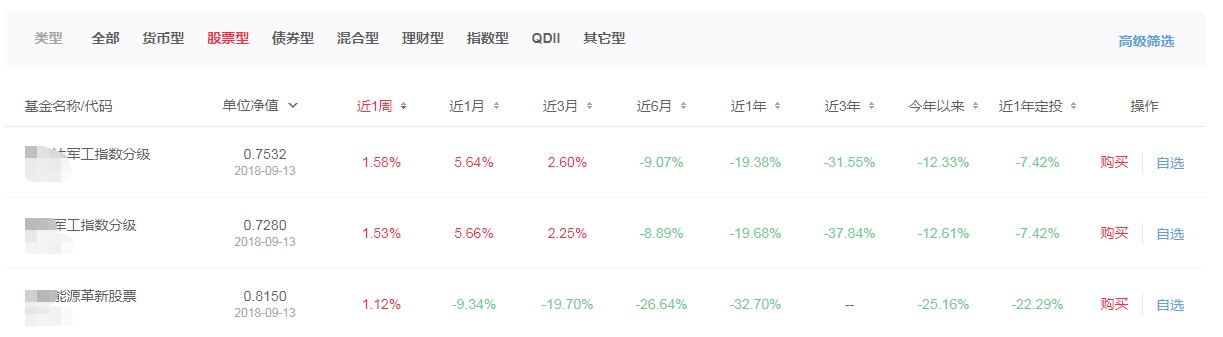 类型 全部 货币型 股票型 债券型 混合型 理财型 指数型 QDII 其它型 高级筛选
基金名称/代码 单位净值 近1周 近1月 近3月 近6月 近1年 近3年 今年以来 近1年定投 操作
军工指数分级 0.7532 1.58% 5.64% 2.60% -9.07% -19.38% -31.55% -12.33% -7.42% 购买 自选
2018-09-13
军工指数分级 0.7280 1.53% 5.66% 2.25% -8.89% -19.68% -37.84% -12.61% -7.42% 购买 自选
2018-09-13
能源革新股票 0.8150 1.12% -9.34% -19.70% -26.64% -32.70% -- -25.16% -22.29% 购买 自选
2018-09-13